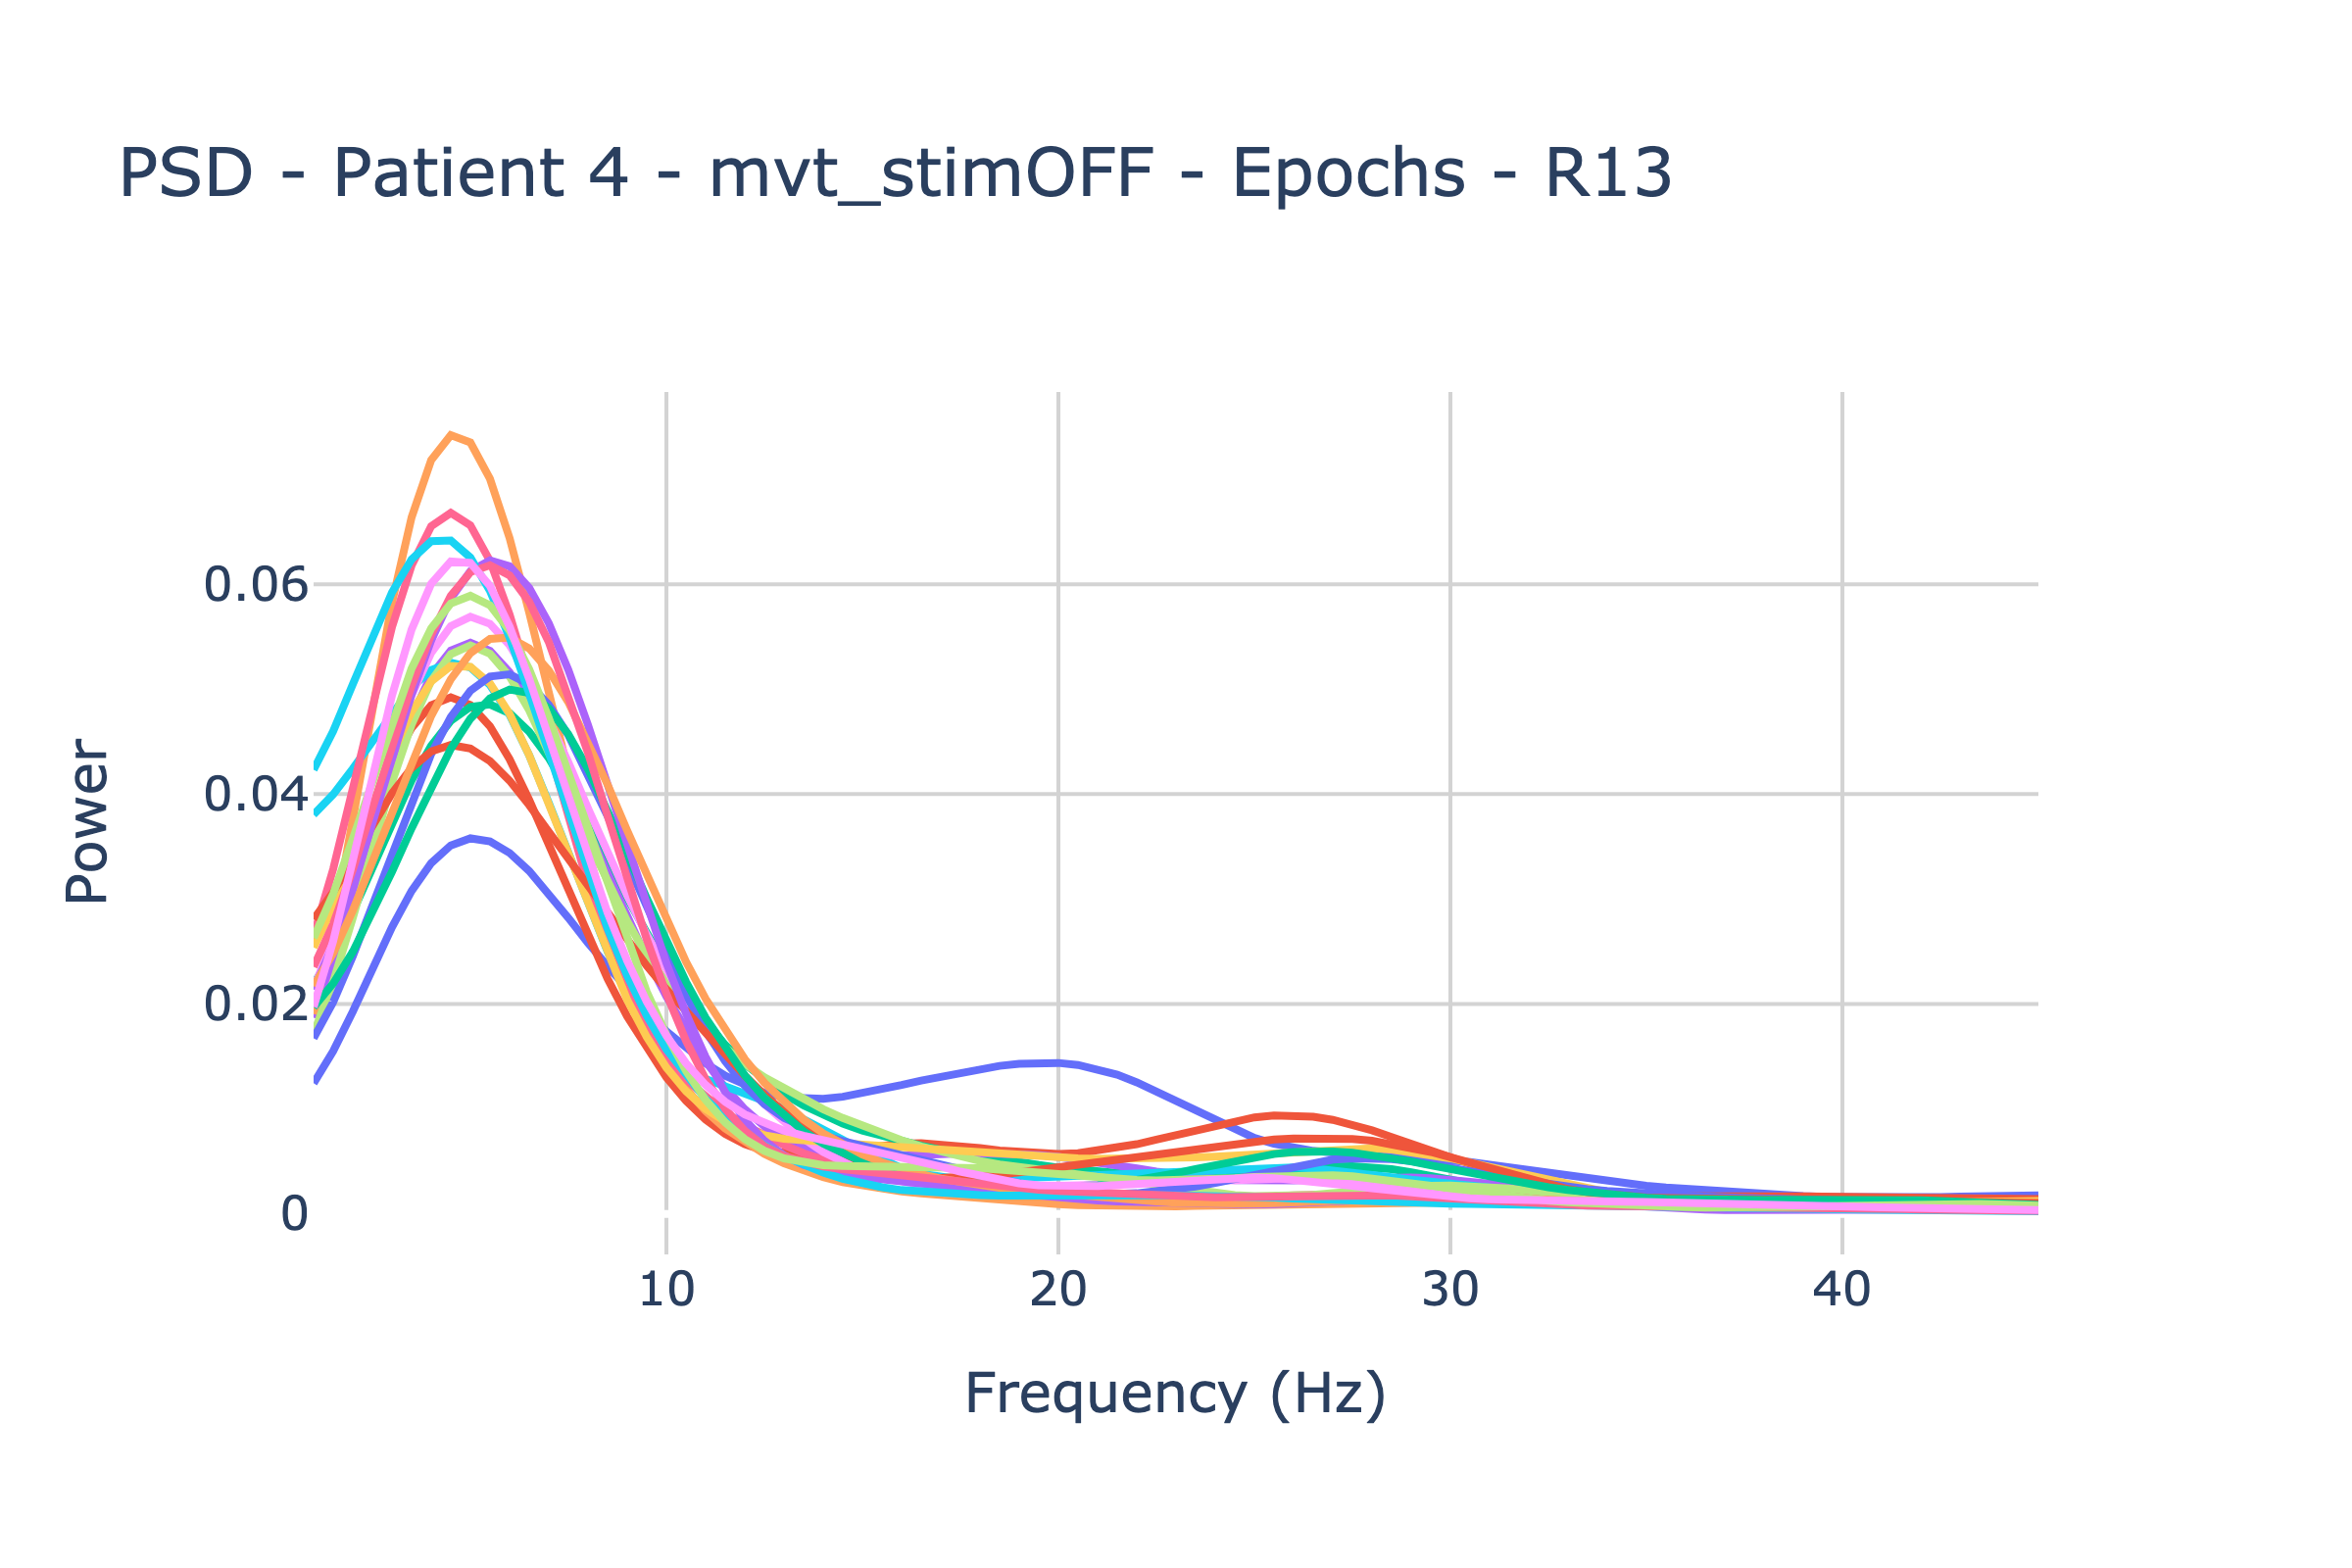 PSD - Patient 4 - mvt_stimOFF - Epochs - R13
Power
0.06
0.04
0.02
0
10 20 30 40
Frequency (Hz)